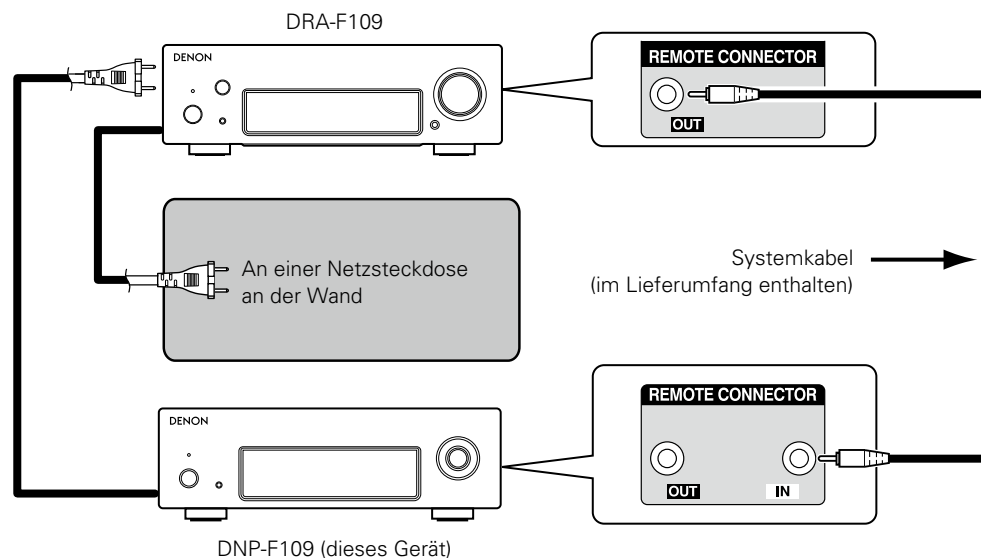 DRA-F109
DENON
REMOTE CONNECTOR
OUT
An einer Netzsteckdose
an der Wand
Systemkabel
(im Lieferumfang enthalten)
DENON
REMOTE CONNECTOR
OUT IN
DNP-F109 (dieses Gerät)